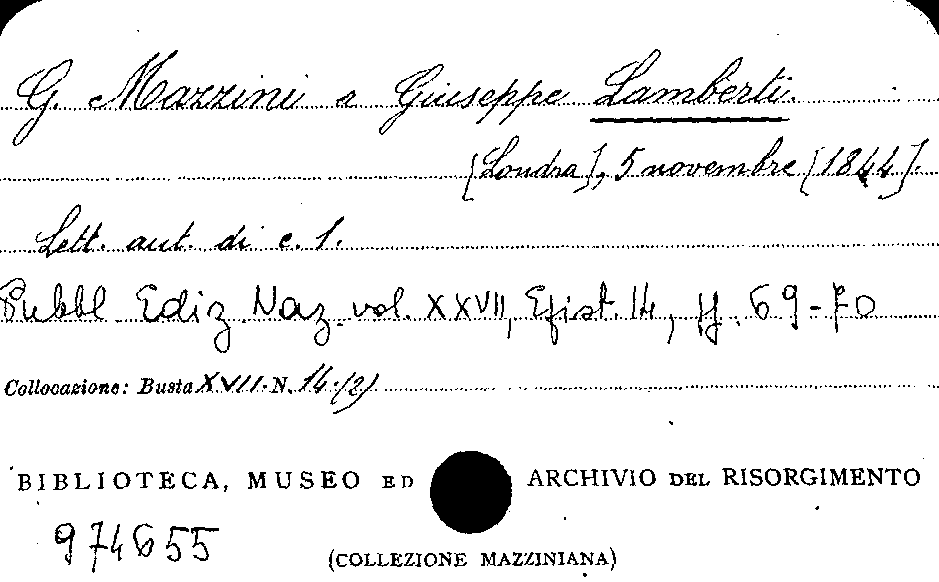 G. Mazzini a Giuseppe Lamberti.
[Londra], 5 novembre [1844].
Lett. aut. di c. 1.
Pubbl Ediz. Naz. vol. XXVII, Epist. 14, pp. 69-70
Collocazione: Busta XVII. N. 14 (2)
BIBLIOTECA, MUSEO ED ARCHIVIO DEL RISORGIMENTO
974655
(COLLEZIONE MAZZINIANA)